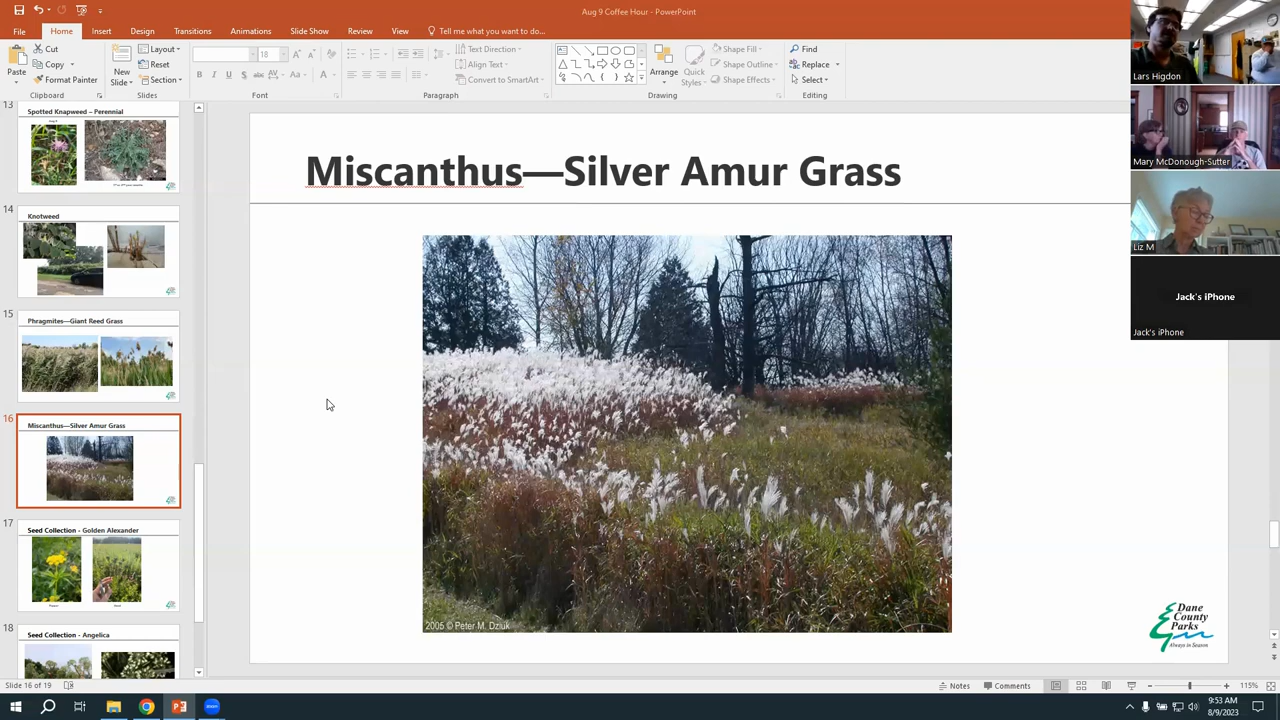 Aug 9 Coffee Hour - PowerPoint
File
Home
Insert
Design
Transitions
Animations
Slide Show
Review
View
Tell me what you want to do...
Cut
Copy
Format Painter
Paste
Clipboard
New
Slide
Layout
Reset
Section
Slides
18
B I U S abc AV Aa A
Font
Text Direction
Align Text
Convert to SmartArt
Paragraph
Arrange
Quick
Styles
Shape Fill
Shape Outline
Shape Effects
Drawing
Find
Replace
Select
Editing
Lars Higdon
Mary McDonough-Sutter
Liz M
Jack's iPhone
Jack's iPhone
13
Spotted Knapweed – Perennial
14
Knotweed
15
Phragmites—Giant Reed Grass
16
Miscanthus—Silver Amur Grass
17
Seed Collection - Golden Alexander
18
Seed Collection - Angelica
Miscanthus—Silver Amur Grass
2005 © Peter M. Dziuk
Dane
County
Parks
Always in Season
Slide 16 of 19
Notes
Comments
115%
9:53 AM
8/9/2023